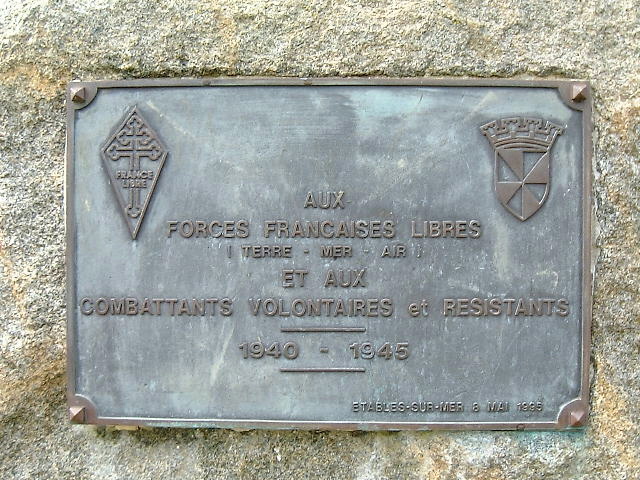 FRANCE
LIBRE
AUX
FORCES FRANCAISES LIBRES
( TERRE - MER - AIR )
ET AUX
COMBATTANTS VOLONTAIRES et RESISTANTS
1940 - 1945
ETABLES-SUR-MER 8 MAI 1995